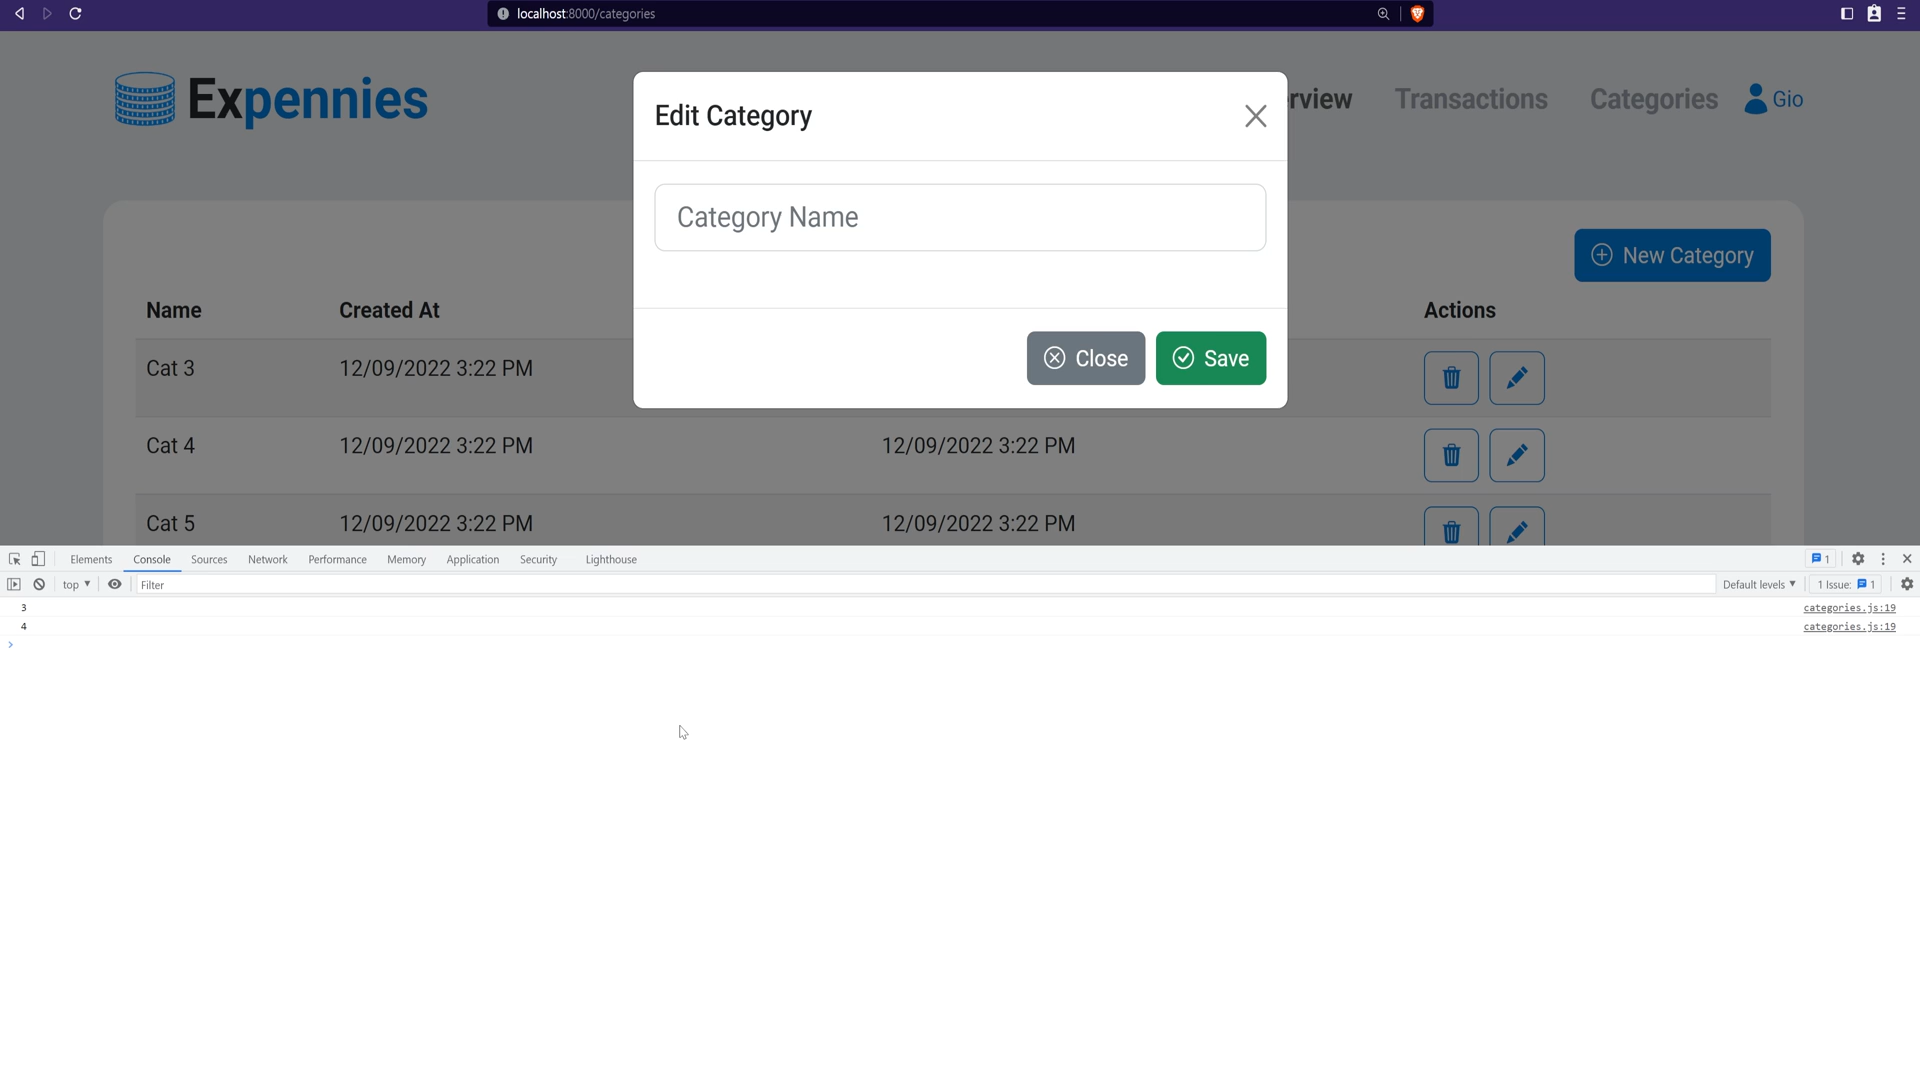 localhost:8000/categories
Expennies
Edit Category
rview Transactions Categories Gio
Category Name
New Category
Name Created At Actions
Close Save
Cat 3 12/09/2022 3:22 PM
Cat 4 12/09/2022 3:22 PM 12/09/2022 3:22 PM
Cat 5 12/09/2022 3:22 PM 12/09/2022 3:22 PM
Elements Console Sources Network Performance Memory Application Security Lighthouse 1
top Filter Default levels 1 Issue: 1
3 categories.js:19
4 categories.js:19